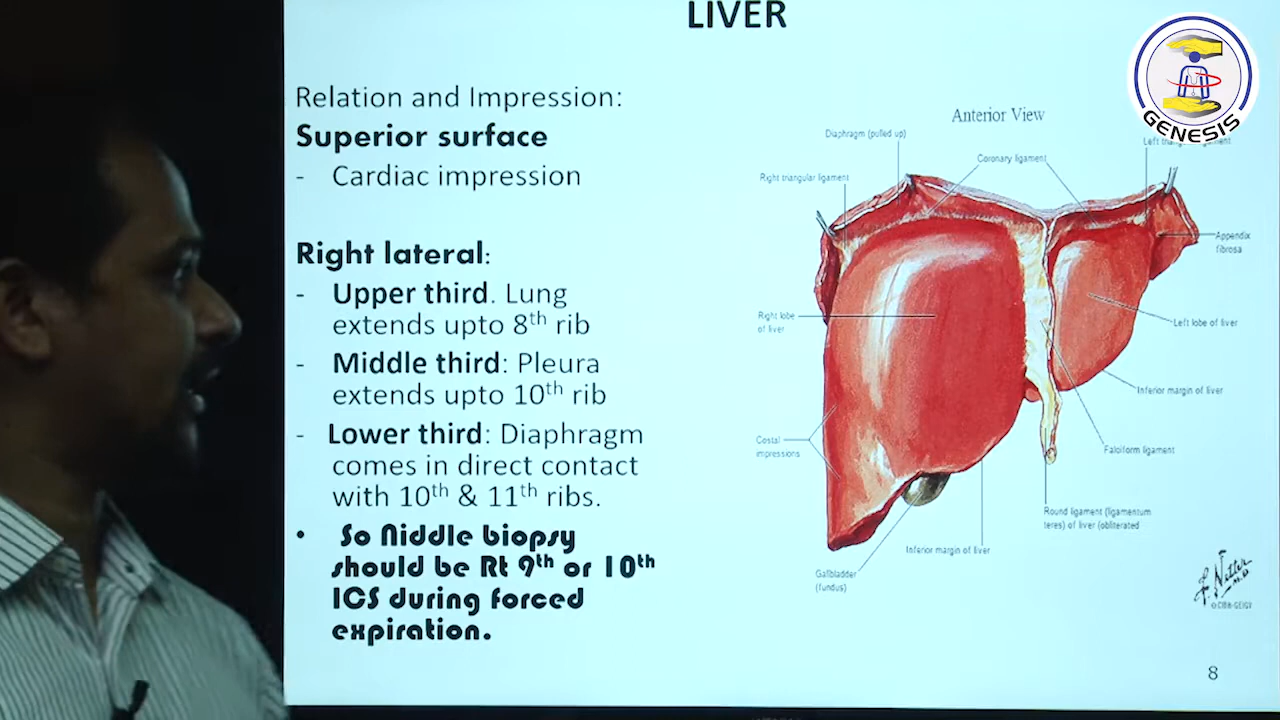 LIVER
GENESIS
Relation and Impression:
Superior surface
- Cardiac impression
Right lateral:
- Upper third. Lung
extends upto 8th rib
- Middle third: Pleura
extends upto 10th rib
- Lower third: Diaphragm
comes in direct contact
with 10th & 11th ribs.
• So Niddle biopsy
should be Rt 9th or 10th
ICS during forced
expiration.
Anterior View
Diaphragm (pulled up)
Coronary ligament
Right triangular ligament
Appendix
fibrosa
Right lobe
of liver
Left lobe of liver
Inferior margin of liver
Costal
impressions
Falciform ligament
Round ligament (ligamentum
teres) of liver (obliterated
Inferior margin of liver
Gallbladder
(fundus)
F. Netter
M.D.
© CIBA-GEIGY
8